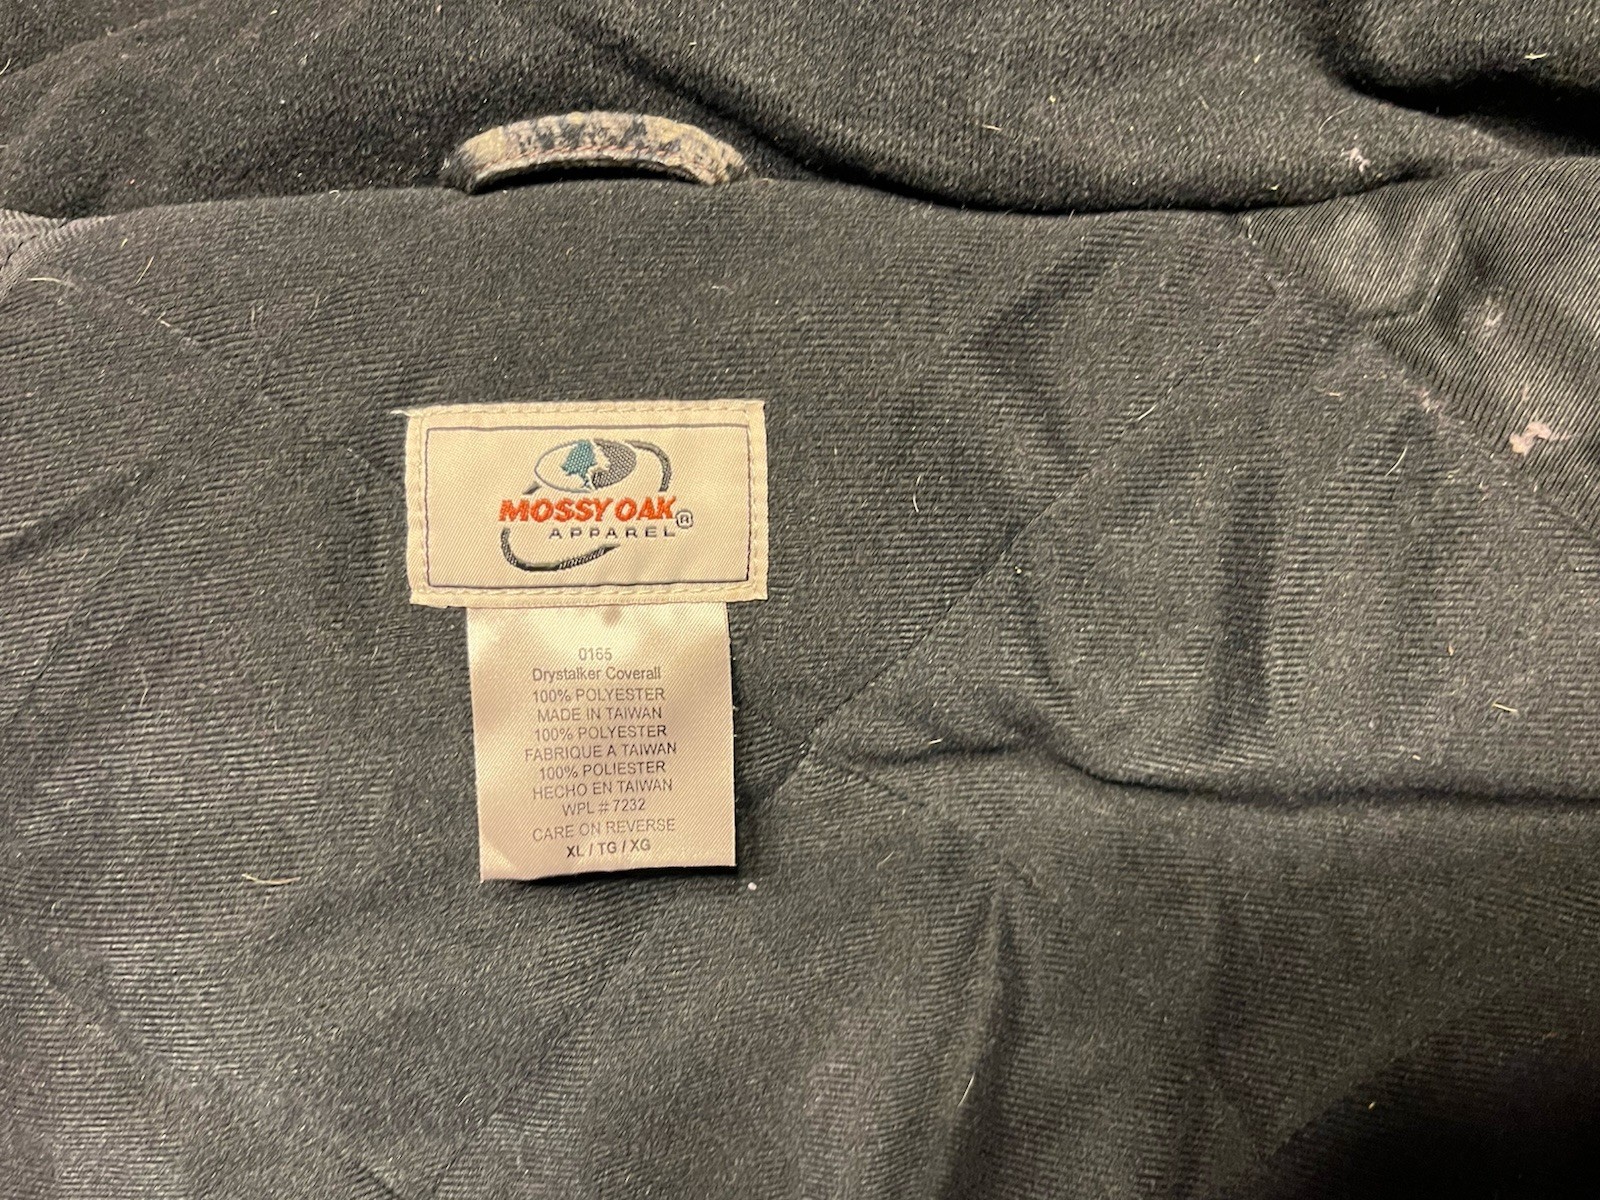 MOSSY OAK®
APPAREL
0165
Drystalker Coverall
100% POLYESTER
MADE IN TAIWAN
100% POLYESTER
FABRIQUE A TAIWAN
100% POLIESTER
HECHO EN TAIWAN
WPL # 7232
CARE ON REVERSE
XL / TG / XG